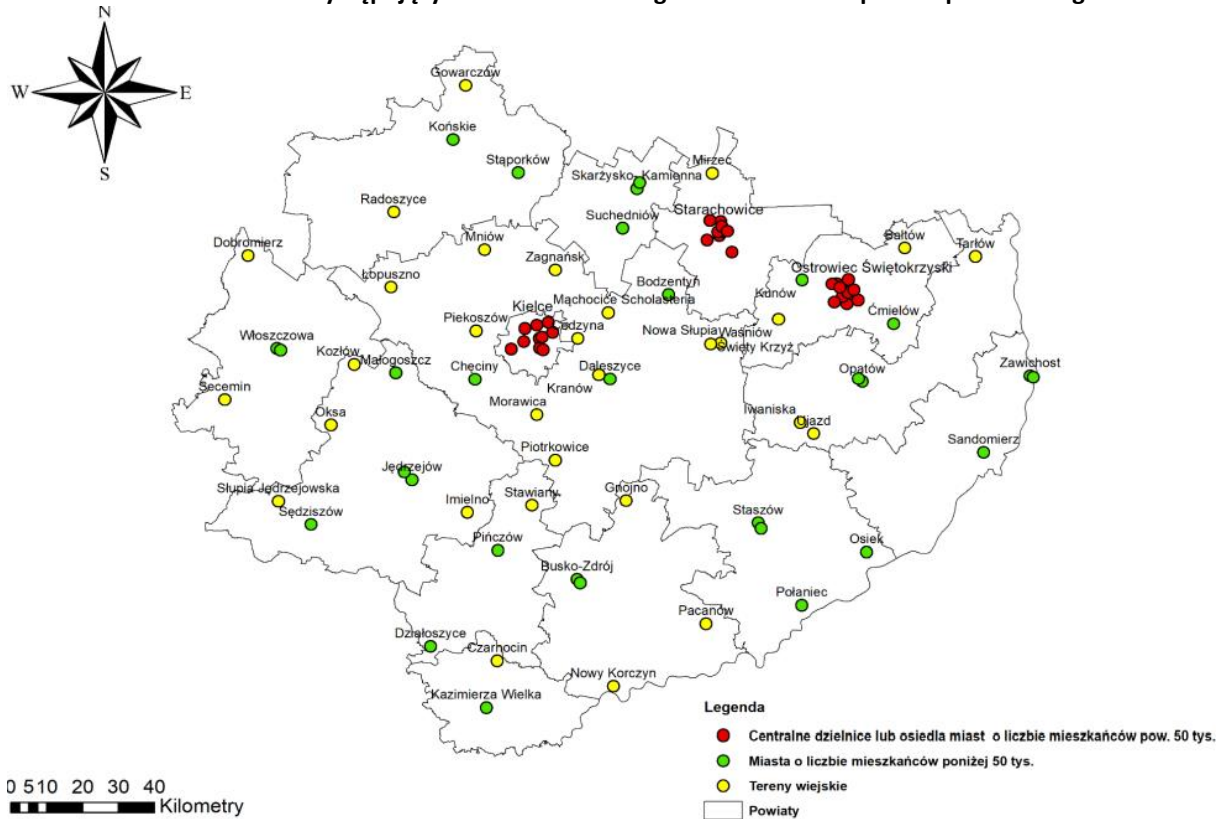 N
W E
S
Gowarczów
Końskie
Stąporków
Skarżysko-Kamienna
Mirzec
Radoszyce
Suchedniów
Starachowice
Dobromierz
Mniów
Bałtów
Tarłów
Zagnańsk
Ostrowiec Świętokrzyski
Łopuszno
Bodzentyń
Kunów
Mąchocice Scholasteria
Kielce
Ćmielów
Piekoszów
Nowa Słupia
Waśniów
Święty Krzyż
Włoszczowa
Kozłów
Małogoszcz
Chęciny
Daleszyce
Opatów
Zawichost
Kranów
Secemin
Morawica
Oksa
Iwaniska
Ujazd
Sandomierz
Piotrkowice
Jędrzejów
Słupia Jędrzejowska
Stawiany
Gnojno
Imielno
Sędziszów
Staszów
Pińczów
Osiek
Busko-Zdrój
Połaniec
Pacanów
Działoszyce
Czarnocin
Nowy Korczyn
Kazimierza Wielka
Legenda
Centralne dzielnice lub osiedla miast o liczbie mieszkańców pow. 50 tys.
Miasta o liczbie mieszkańców poniżej 50 tys.
Tereny wiejskie
Powiaty
0 5 10 20 30 40
Kilometry